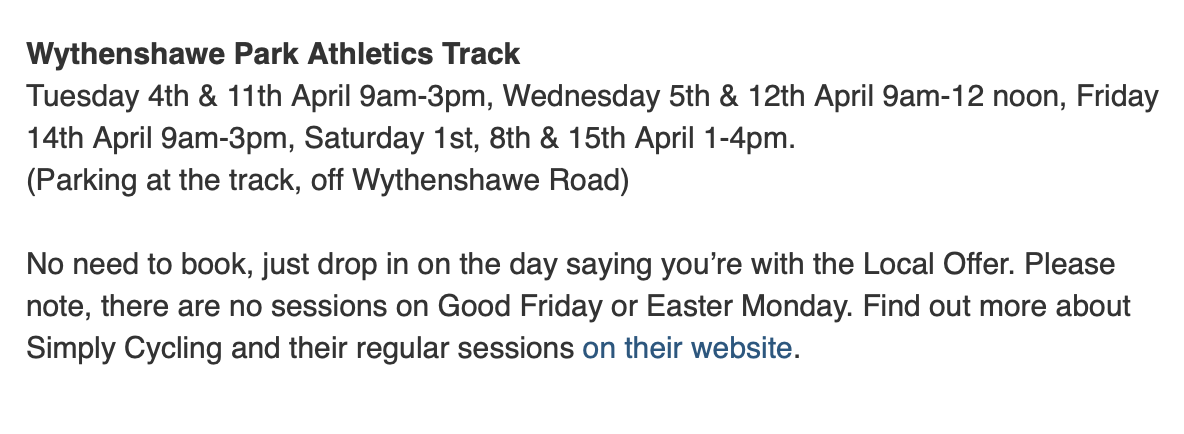 Wythenshawe Park Athletics Track
Tuesday 4th & 11th April 9am-3pm, Wednesday 5th & 12th April 9am-12 noon, Friday
14th April 9am-3pm, Saturday 1st, 8th & 15th April 1-4pm.
(Parking at the track, off Wythenshawe Road)
No need to book, just drop in on the day saying you’re with the Local Offer. Please
note, there are no sessions on Good Friday or Easter Monday. Find out more about
Simply Cycling and their regular sessions on their website.